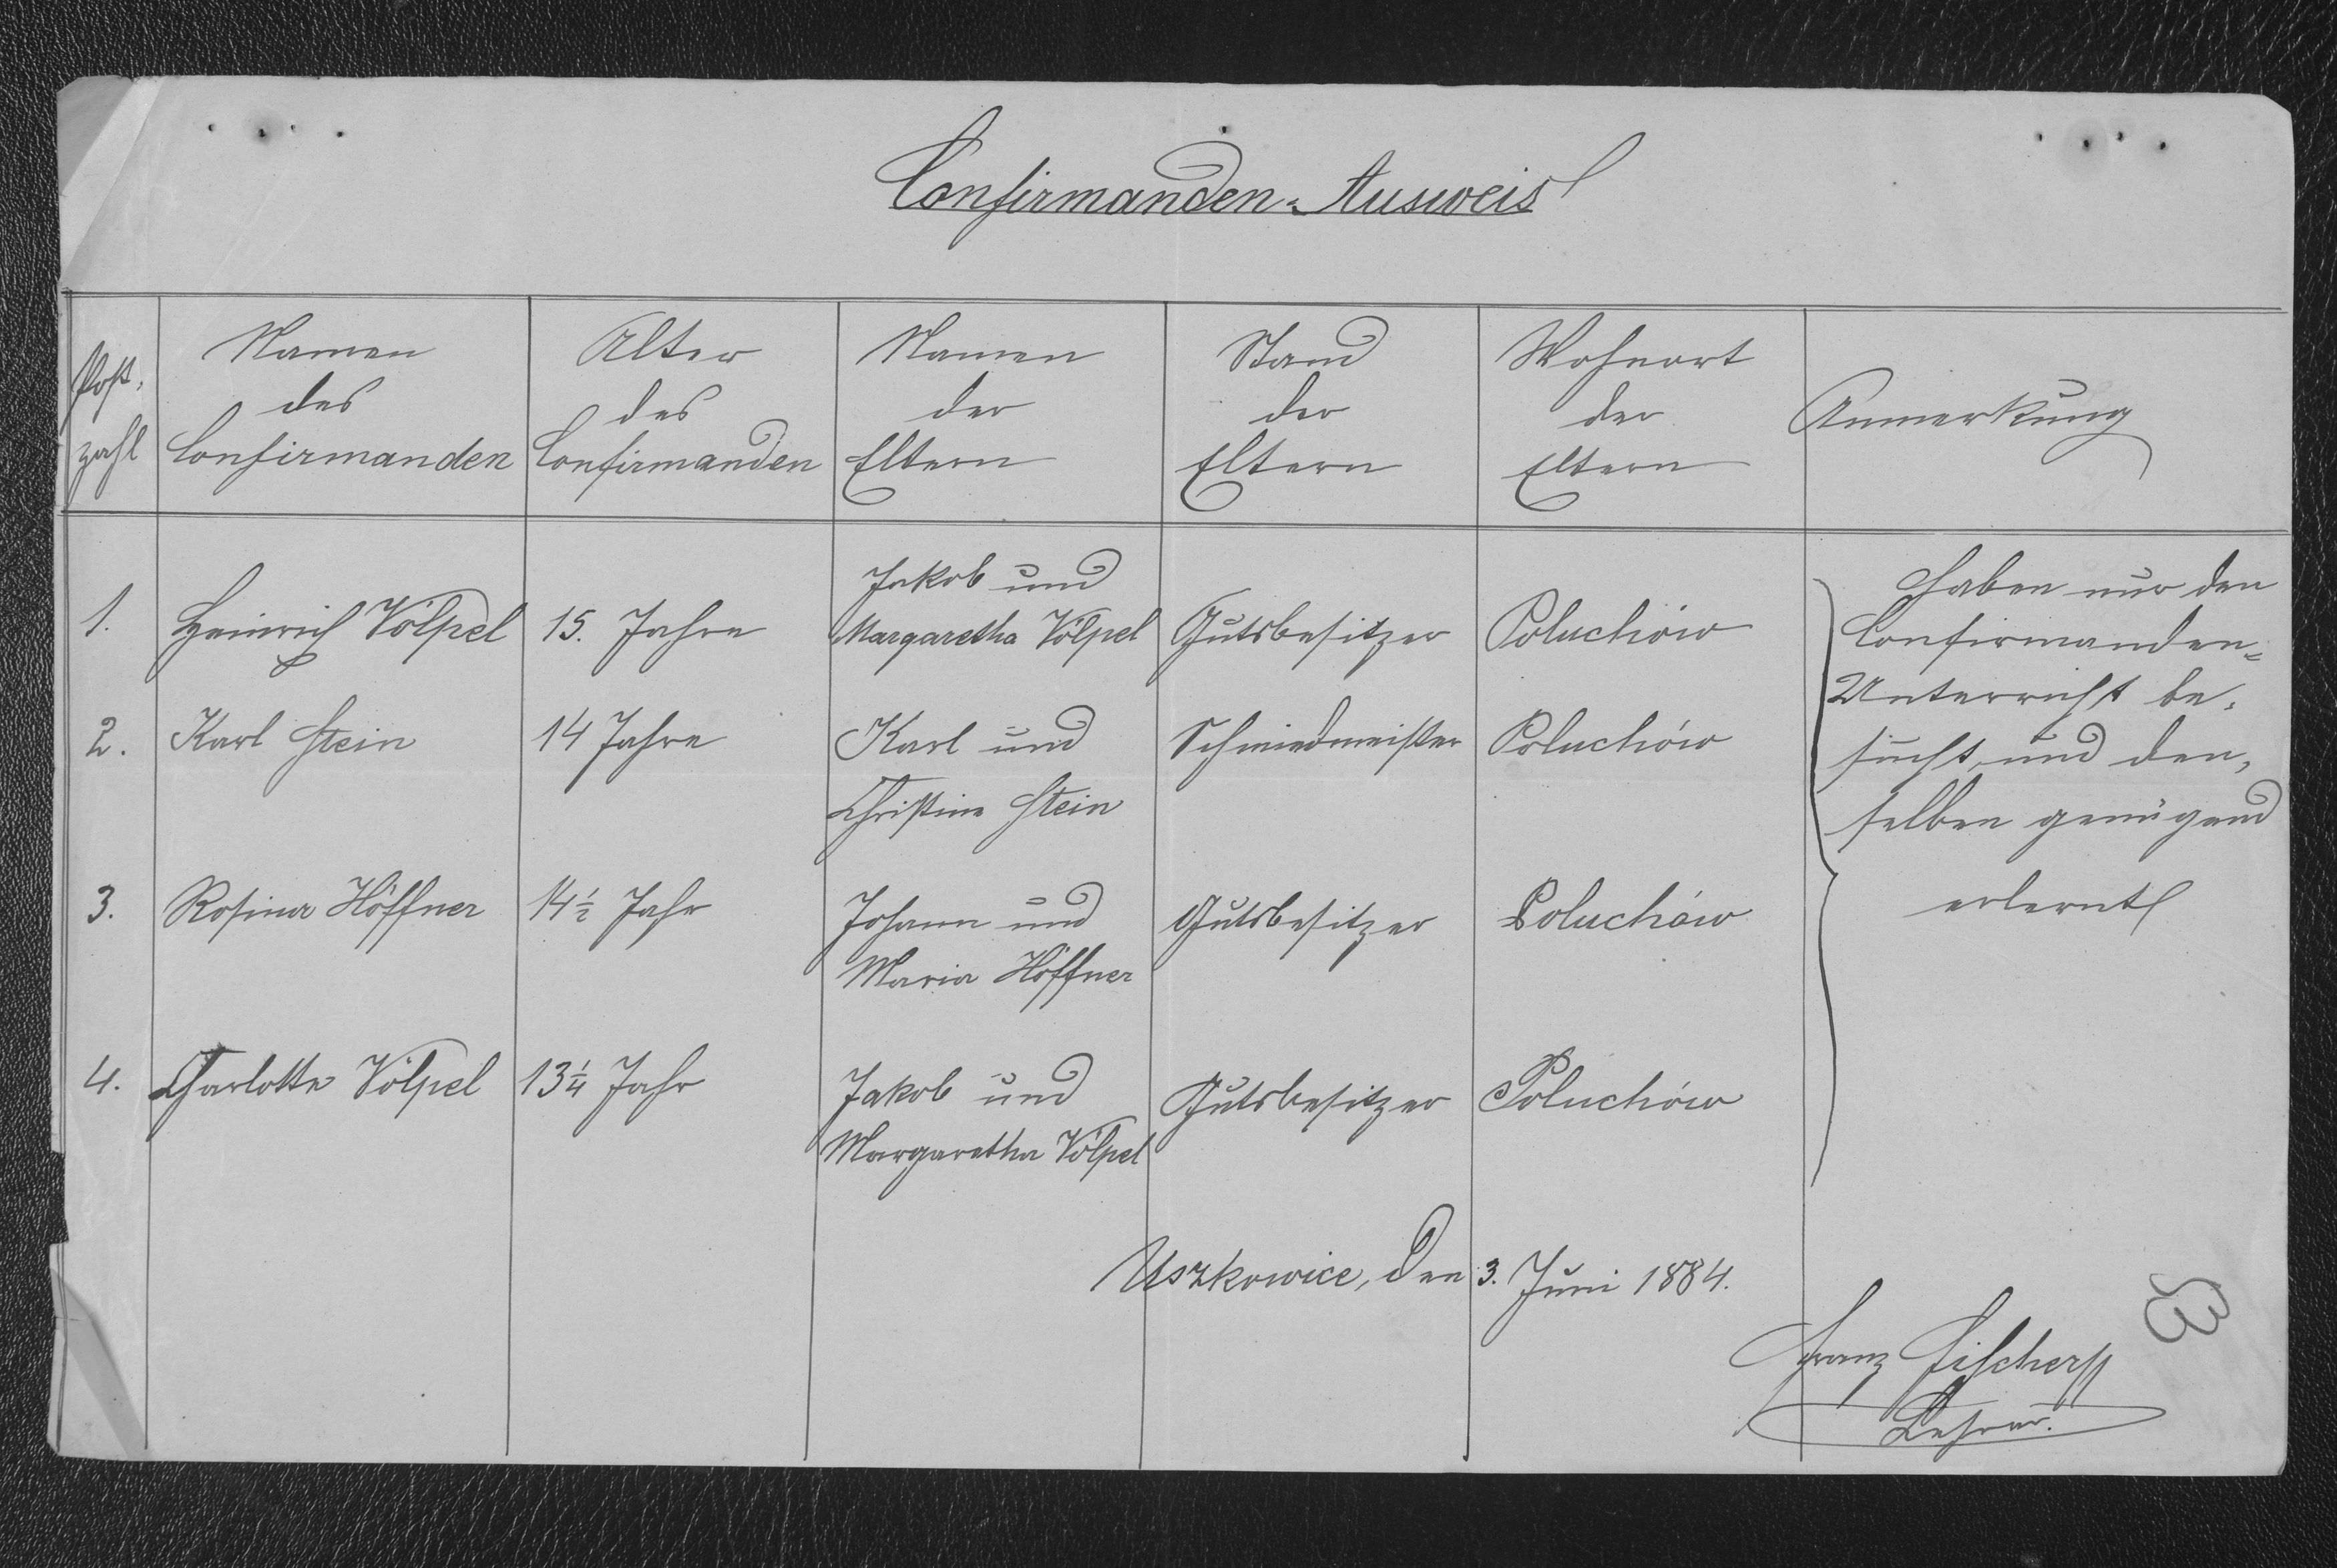 Confirmanden-Ausweis
Post-
zahl
Namen
des
Confirmanden
Alter
des
Confirmanden
Namen
der
Eltern
Stand
der
Eltern
Wohnort
der
Eltern
Anmerkung
1.
Heinrich Völpel
15. Jahre
Jakob und
Margaretha Völpel
Gutsbesitzer
Poluchów
2.
Karl Stein
14 Jahre
Karl und
Christine Stein
Schmiedmeister
Poluchów
3.
Rosina Höffner
14½ Jahr
Johann und
Maria Höffner
Gutsbesitzer
Poluchów
4.
Charlotte Völpel
13¼ Jahr
Jakob und
Margaretha Völpel
Gutsbesitzer
Poluchów
Haben nur den
Confirmanden-
Unterricht be-
sucht, und den-
selben genügend
erlernt
Uszkowice, den 3. Juni 1884.
Franz Fischer
Lehrer.